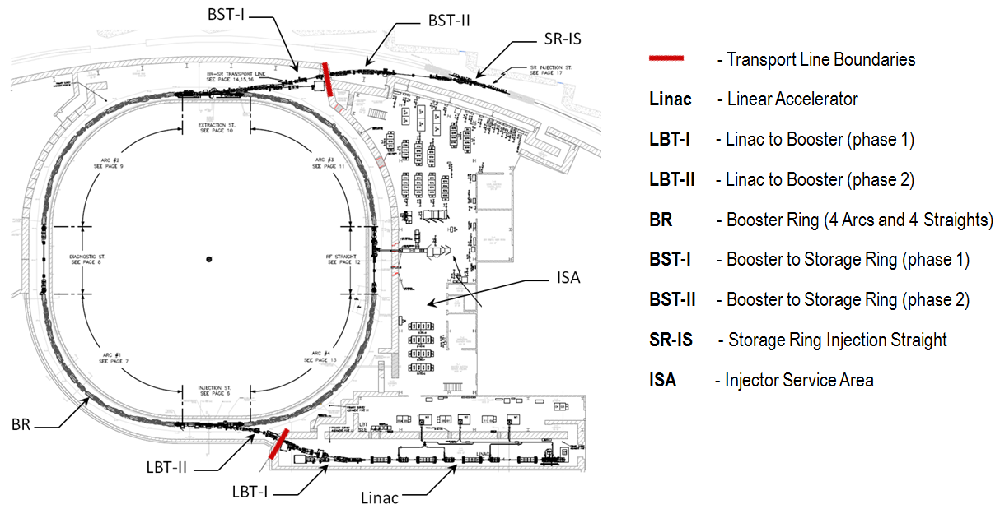 BST-I
BST-II
SR-IS
SR INJECTION ST.
SEE PAGE 17
BR-SR TRANSPORT LINE
SEE PAGE 14,15,16
EXTRACTION ST.
SEE PAGE 10
ARC #2
SEE PAGE 9
ARC #3
SEE PAGE 11
DIAGNOSTIC ST.
SEE PAGE 8
RF STRAIGHT
SEE PAGE 12
ISA
ARC #1
SEE PAGE 7
ARC #4
SEE PAGE 13
INJECTION ST.
SEE PAGE 6
BR
LBT
SEE
LINAC
LBT-II
LBT-I
Linac
- Transport Line Boundaries
Linac - Linear Accelerator
LBT-I - Linac to Booster (phase 1)
LBT-II - Linac to Booster (phase 2)
BR - Booster Ring (4 Arcs and 4 Straights)
BST-I - Booster to Storage Ring (phase 1)
BST-II - Booster to Storage Ring (phase 2)
SR-IS - Storage Ring Injection Straight
ISA - Injector Service Area